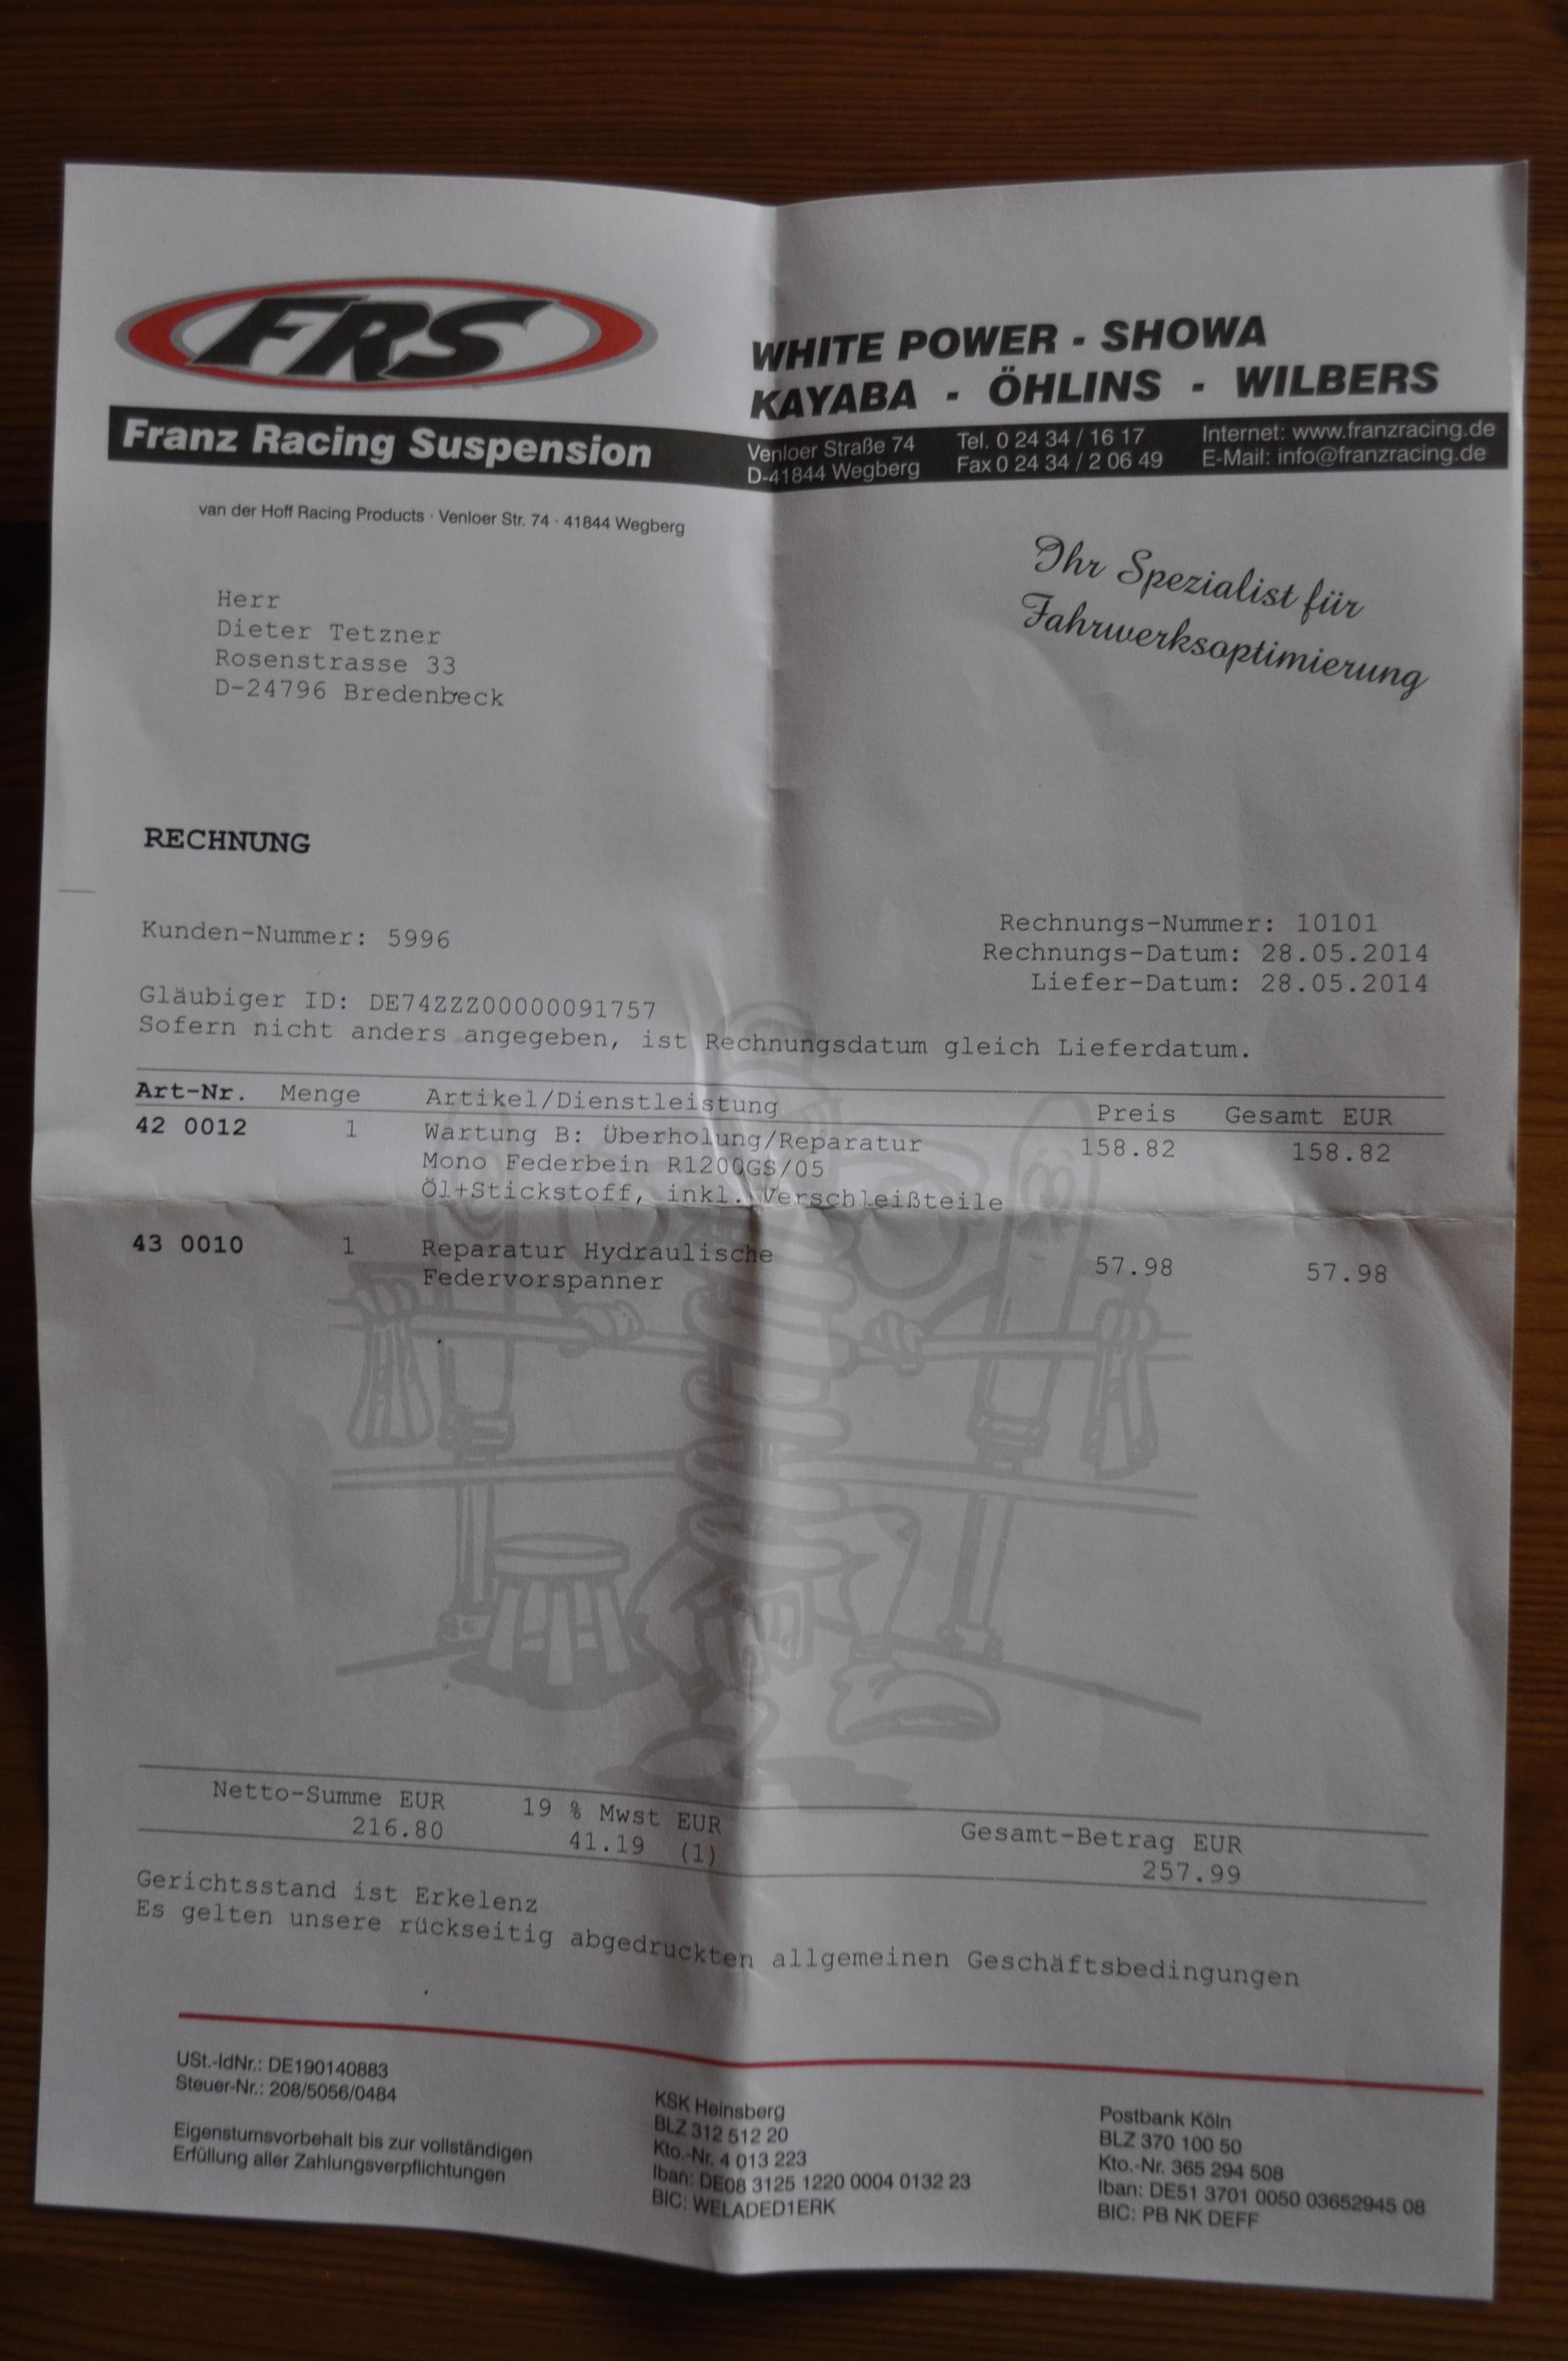 FRS
Franz Racing Suspension
WHITE POWER - SHOWA
KAYABA - ÖHLINS - WILBERS
Venloer Straße 74 Tel. 0 24 34 / 16 17 Internet: www.franzracing.de
D-41844 Wegberg Fax 0 24 34 / 2 06 49 E-Mail: info@franzracing.de
van der Hoff Racing Products · Venloer Str. 74 · 41844 Wegberg
Ihr Spezialist für
Fahrwerksoptimierung
Herr
Dieter Tetzner
Rosenstrasse 33
D-24796 Bredenbeck
RECHNUNG
Kunden-Nummer: 5996
Rechnungs-Nummer: 10101
Rechnungs-Datum: 28.05.2014
Liefer-Datum: 28.05.2014
Gläubiger ID: DE74ZZZ00000091757
Sofern nicht anders angegeben, ist Rechnungsdatum gleich Lieferdatum.
Art-Nr. Menge Artikel/Dienstleistung Preis Gesamt EUR
42 0012 1 Wartung B: Überholung/Reparatur 158.82 158.82
Mono Federbein R1200GS/05
Öl+Stickstoff, inkl. Verschleißteile
43 0010 1 Reparatur Hydraulische 57.98 57.98
Federvorspanner
Netto-Summe EUR 19 % Mwst EUR Gesamt-Betrag EUR
216.80 41.19 (1) 257.99
Gerichtsstand ist Erkelenz
Es gelten unsere rückseitig abgedruckten allgemeinen Geschäftsbedingungen
USt.-IdNr.: DE190140883
Steuer-Nr.: 208/5056/0484
Eigenstumsvorbehalt bis zur vollständigen
Erfüllung aller Zahlungsverpflichtungen
KSK Heinsberg
BLZ 312 512 20
Kto.-Nr. 4 013 223
Iban: DE08 3125 1220 0004 0132 23
BIC: WELADED1ERK
Postbank Köln
BLZ 370 100 50
Kto.-Nr. 365 294 508
Iban: DE51 3701 0050 03652945 08
BIC: PB NK DEFF